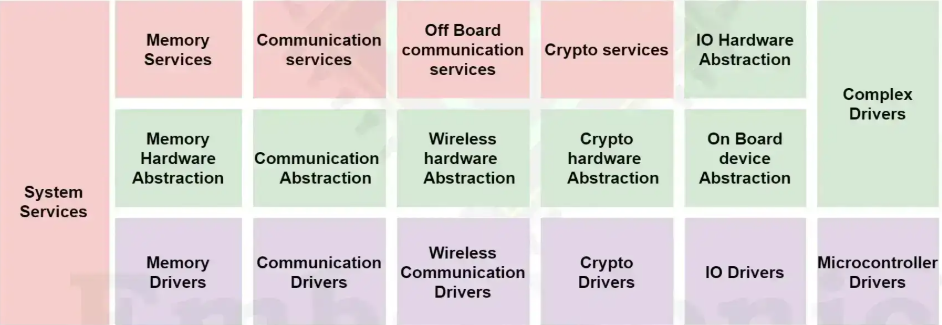 System
Services
Memory
Services
Communication
services
Off Board
communication
services
Crypto services
IO Hardware
Abstraction
Complex
Drivers
Memory
Hardware
Abstraction
Communication
Abstraction
Wireless
hardware
Abstraction
Crypto
hardware
Abstraction
On Board
device
Abstraction
Memory
Drivers
Communication
Drivers
Wireless
Communication
Drivers
Crypto
Drivers
IO Drivers
Microcontroller
Drivers